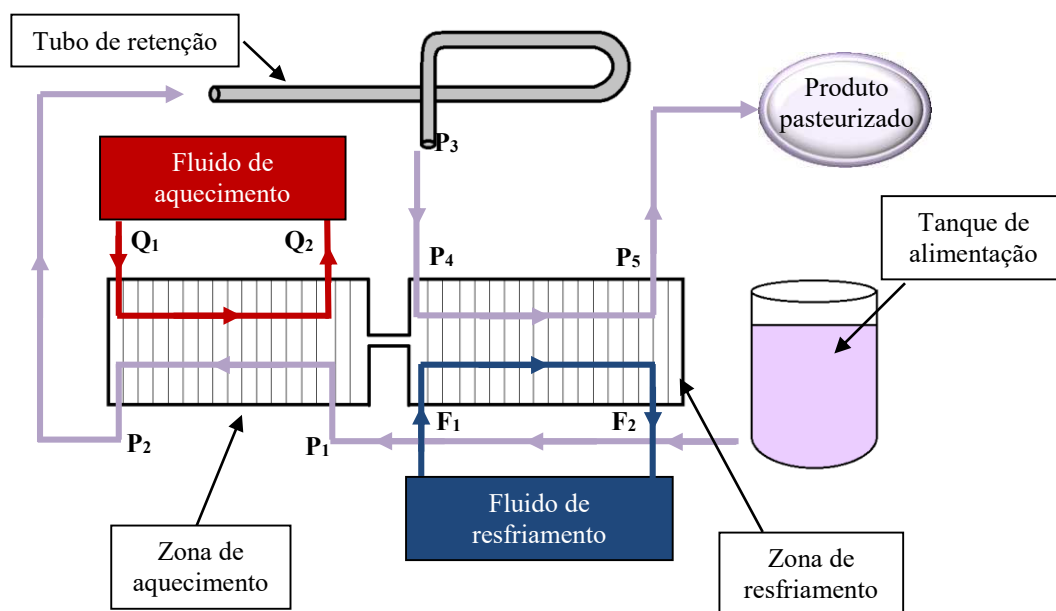 Tubo de retenção
Produto
pasteurizado
P3
Fluido de
aquecimento
Tanque de
alimentação
Q1
Q2
P4
P5
P2
P1
F1
F2
Fluido de
resfriamento
Zona de
aquecimento
Zona de
resfriamento